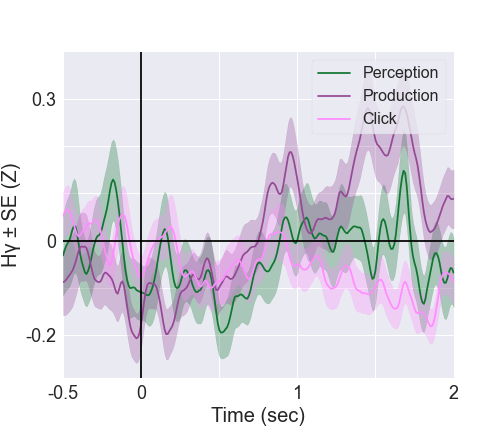 Perception
Production
Click
0.3
0
-0.2
Hγ ± SE (Z)
-0.5
0
1
2
Time (sec)